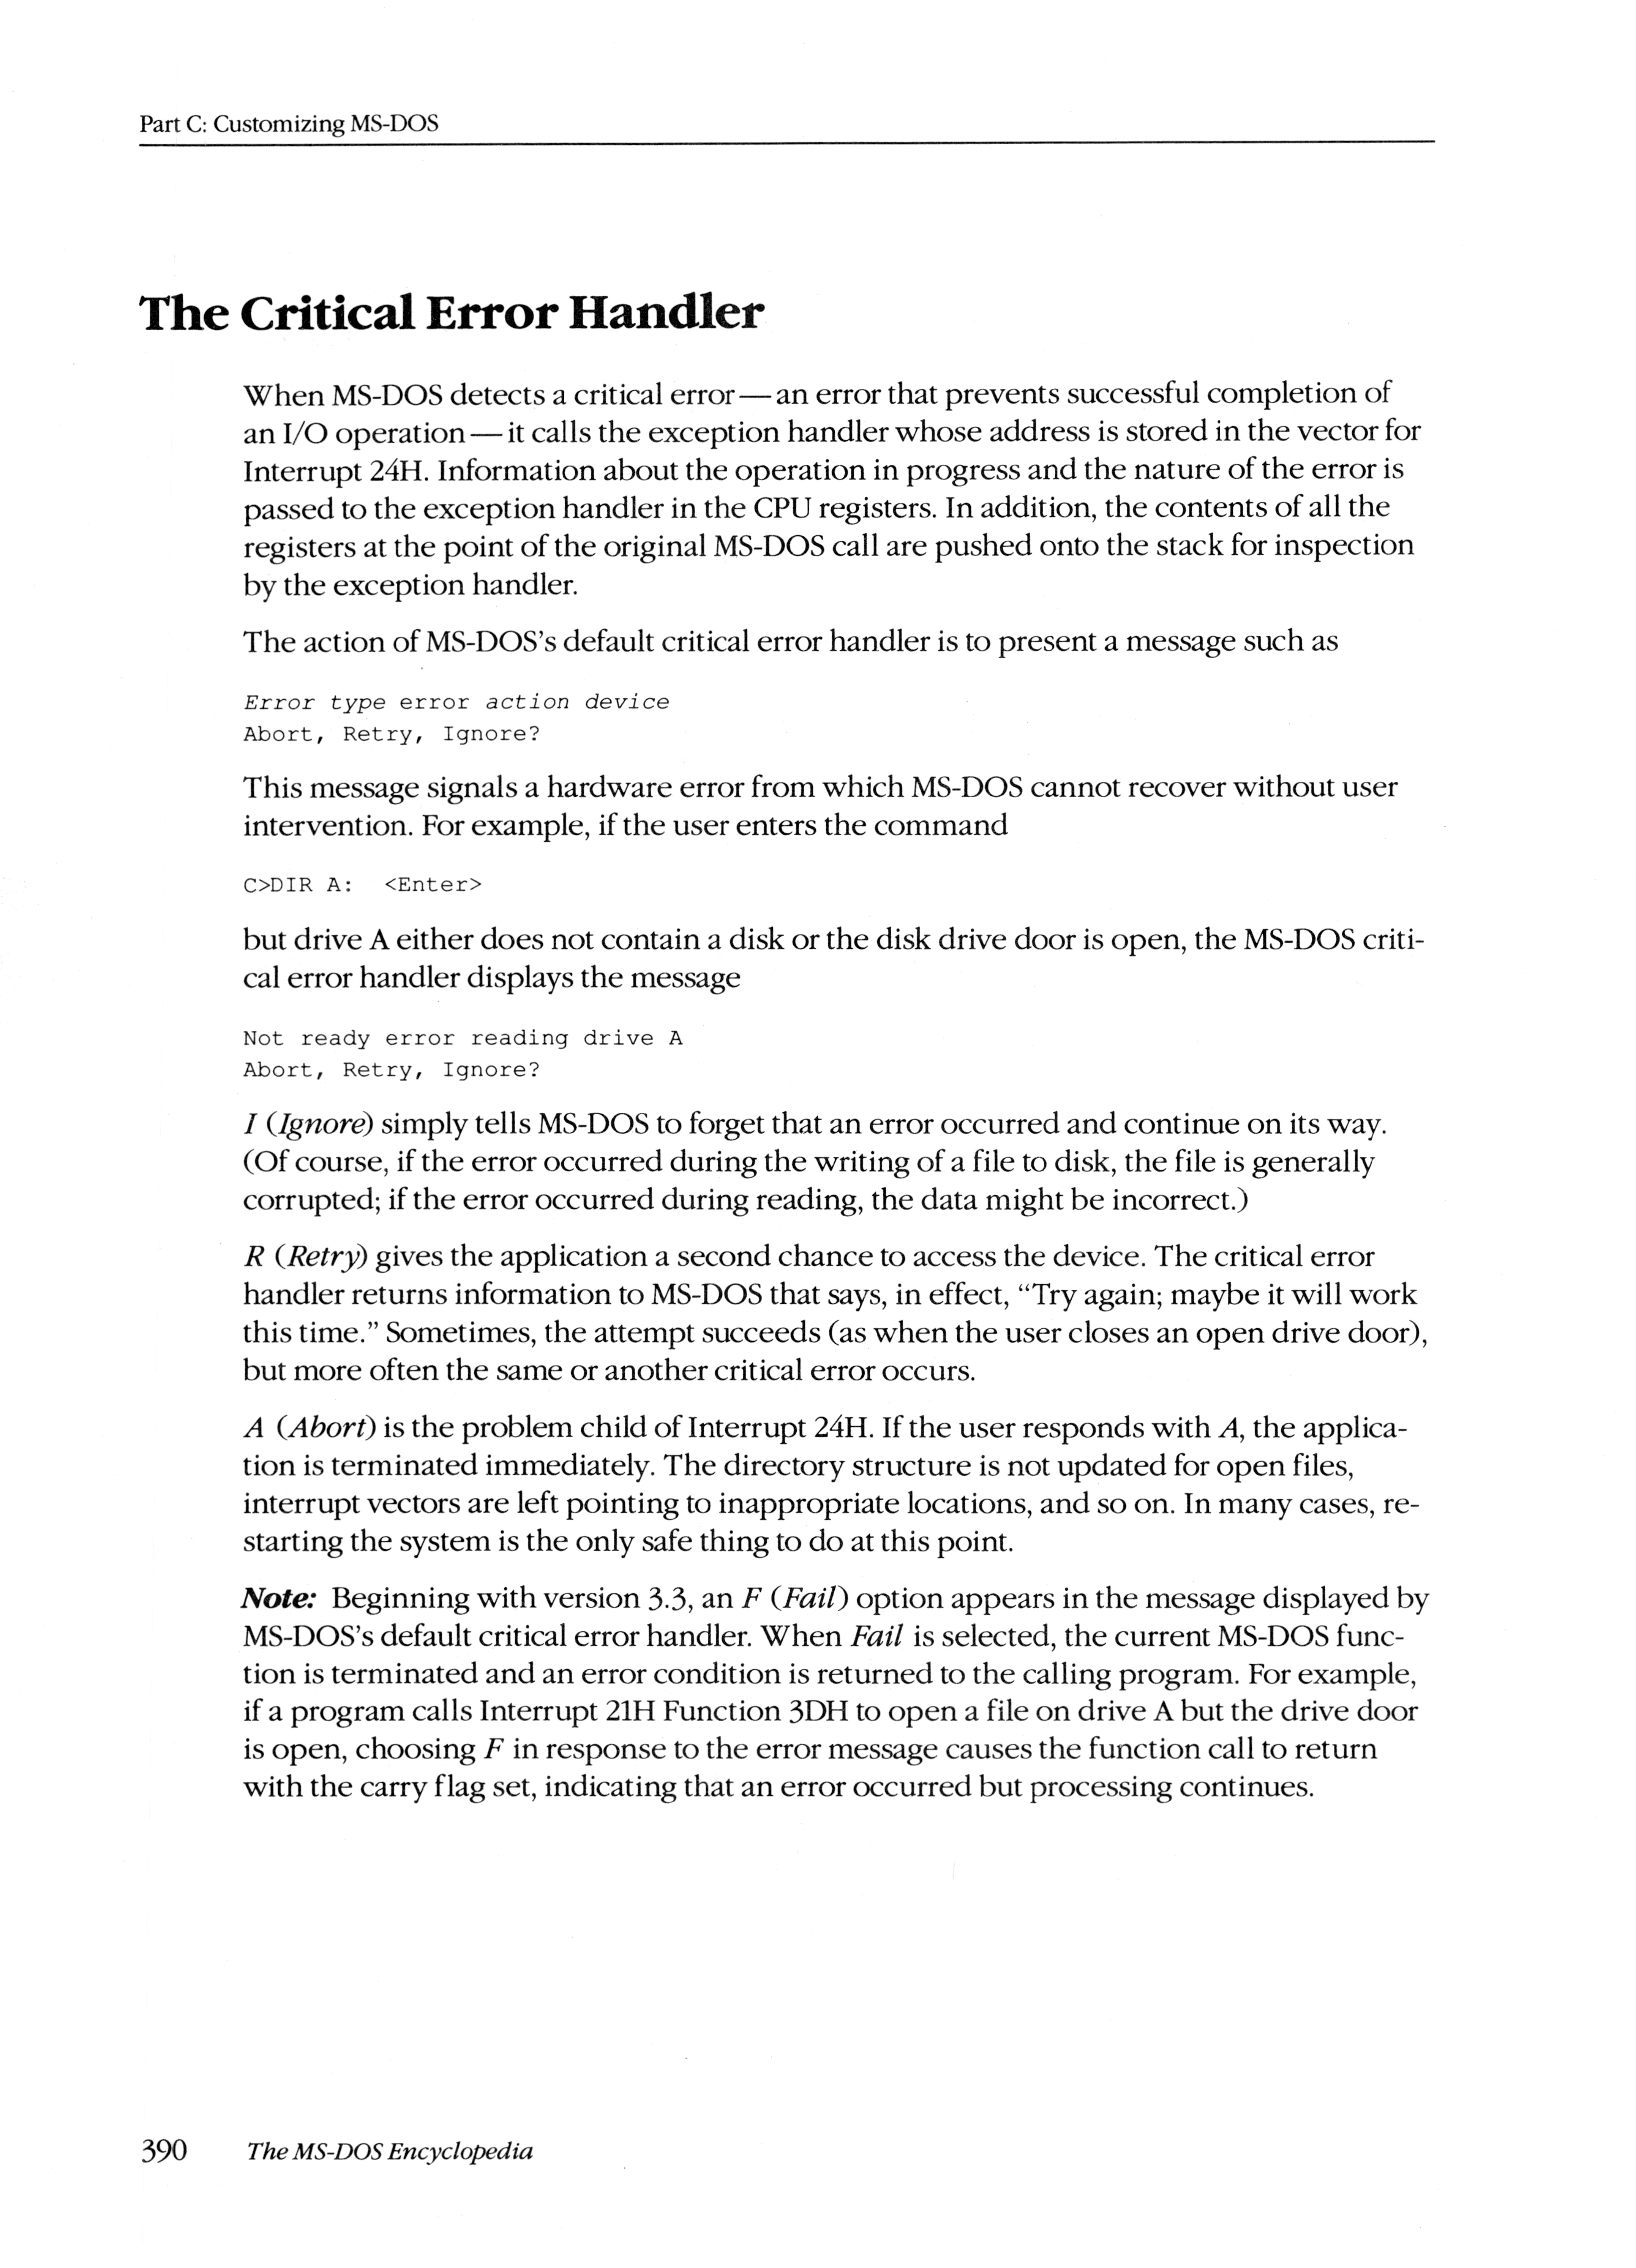 Part C: Customizing MS-DOS
The Critical Error Handler
When MS-DOS detects a critical error — an error that prevents successful completion of
an I/O operation — it calls the exception handler whose address is stored in the vector for
Interrupt 24H. Information about the operation in progress and the nature of the error is
passed to the exception handler in the CPU registers. In addition, the contents of all the
registers at the point of the original MS-DOS call are pushed onto the stack for inspection
by the exception handler.
The action of MS-DOS's default critical error handler is to present a message such as
Error type error action device
Abort, Retry, Ignore?
This message signals a hardware error from which MS-DOS cannot recover without user
intervention. For example, if the user enters the command
C>DIR A:  <Enter>
but drive A either does not contain a disk or the disk drive door is open, the MS-DOS criti-
cal error handler displays the message
Not ready error reading drive A
Abort, Retry, Ignore?
I (Ignore) simply tells MS-DOS to forget that an error occurred and continue on its way.
(Of course, if the error occurred during the writing of a file to disk, the file is generally
corrupted; if the error occurred during reading, the data might be incorrect.)
R (Retry) gives the application a second chance to access the device. The critical error
handler returns information to MS-DOS that says, in effect, “Try again; maybe it will work
this time.” Sometimes, the attempt succeeds (as when the user closes an open drive door),
but more often the same or another critical error occurs.
A (Abort) is the problem child of Interrupt 24H. If the user responds with A, the applica-
tion is terminated immediately. The directory structure is not updated for open files,
interrupt vectors are left pointing to inappropriate locations, and so on. In many cases, re-
starting the system is the only safe thing to do at this point.
Note: Beginning with version 3.3, an F (Fail) option appears in the message displayed by
MS-DOS's default critical error handler. When Fail is selected, the current MS-DOS func-
tion is terminated and an error condition is returned to the calling program. For example,
if a program calls Interrupt 21H Function 3DH to open a file on drive A but the drive door
is open, choosing F in response to the error message causes the function call to return
with the carry flag set, indicating that an error occurred but processing continues.
390 The MS-DOS Encyclopedia